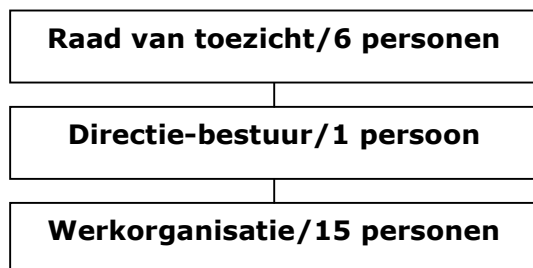 Raad van toezicht/6 personen
Directie-bestuur/1 persoon
Werkorganisatie/15 personen